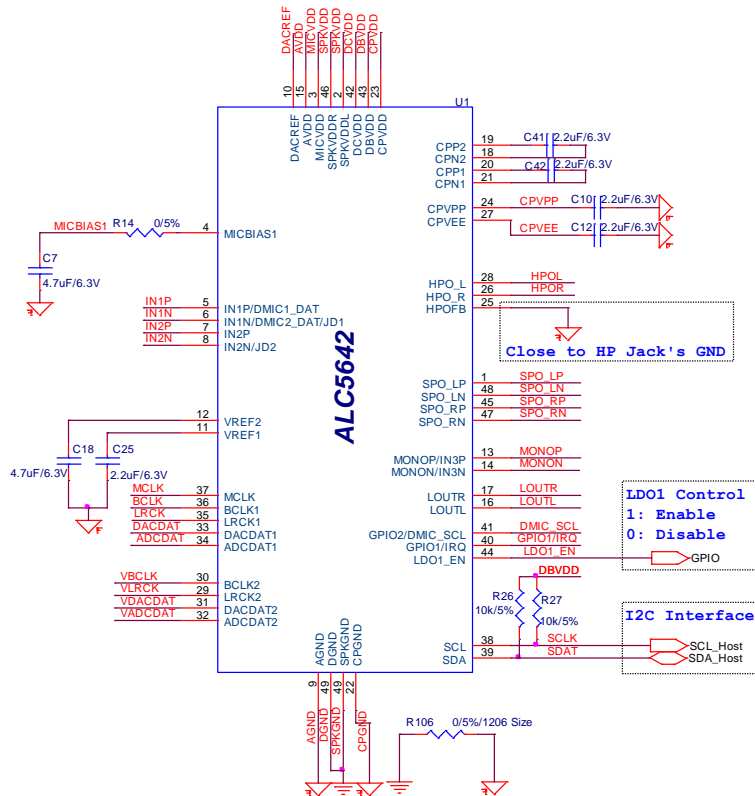 DACREF
AVDD
MICVDD
SPKVDD
SPKVDD
DCVDD
DBVDD
CPVDD
10
15
3
46
2
42
43
23
U1
DACREF
AVDD
MICVDD
SPKVDDR
SPKVDDL
DCVDD
DBVDD
CPVDD
CPP2 19 C41 2.2uF/6.3V
CPN2 18
CPP1 20 C42 2.2uF/6.3V
CPN1 21
CPVPP 24 CPVPP C10 2.2uF/6.3V
CPVEE 27 CPVEE C12 2.2uF/6.3V
MICBIAS1 R14 0/5% 4 MICBIAS1
C7
4.7uF/6.3V
HPO_L 28 HPOL
HPO_R 26 HPOR
HPOFB 25
Close to HP Jack's GND
IN1P 5 IN1P/DMIC1_DAT
IN1N 6 IN1N/DMIC2_DAT/JD1
IN2P 7 IN2P
IN2N 8 IN2N/JD2
ALC5642
SPO_LP 1 SPO_LP
SPO_LN 48 SPO_LN
SPO_RP 45 SPO_RP
SPO_RN 47 SPO_RN
12 VREF2
11 VREF1
C18
4.7uF/6.3V
C25
2.2uF/6.3V
MONOP/IN3P 13 MONOP
MONON/IN3N 14 MONON
LOUTR 17 LOUTR
LOUTL 16 LOUTL
MCLK 37 MCLK
BCLK 36 BCLK1
LRCK 35 LRCK1
DACDAT 33 DACDAT1
ADCDAT 34 ADCDAT1
GPIO2/DMIC_SCL 41 DMIC_SCL
GPIO1/IRQ 40 GPIO1/IRQ
LDO1_EN 44 LDO1_EN
LDO1 Control
1: Enable
0: Disable
GPIO
VBCLK 30 BCLK2
VLRCK 29 LRCK2
VDACDAT 31 DACDAT2
VADCDAT 32 ADCDAT2
DBVDD
R26
10k/5%
R27
10k/5%
I2C Interface
SCL 38 SCLK SCL_Host
SDA 39 SDAT SDA_Host
AGND
DGND
SPKGND
CPGND
9
49
49
22
AGND
DGND
SPKGND
CPGND
R106 0/5%/1206 Size